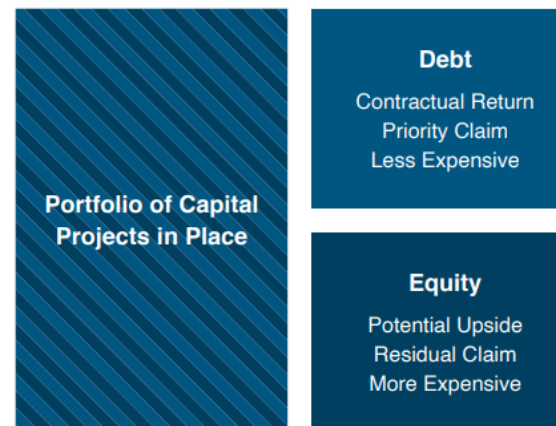 Portfolio of Capital
Projects in Place
Debt
Contractual Return
Priority Claim
Less Expensive
Equity
Potential Upside
Residual Claim
More Expensive